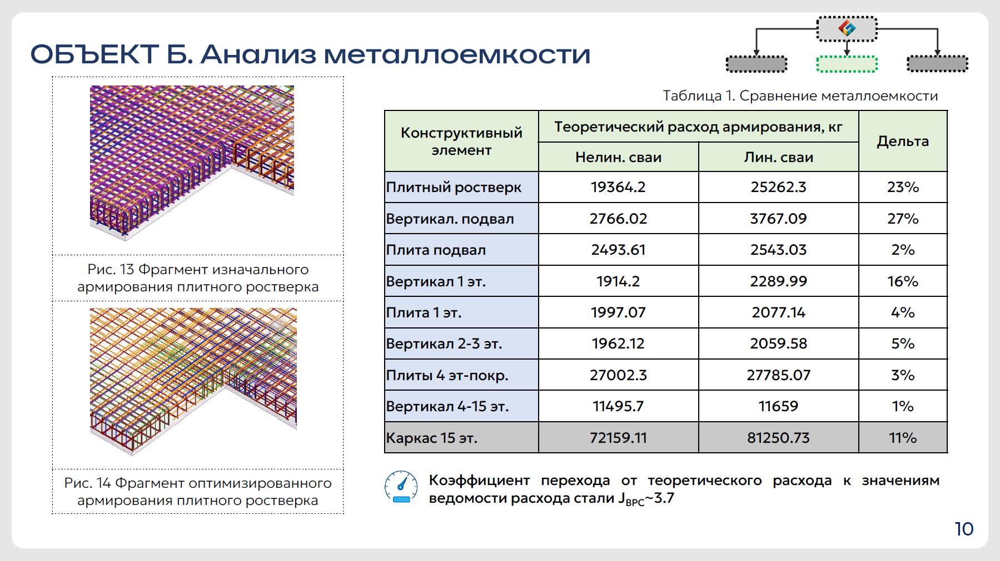 ОБЪЕКТ Б. Анализ металлоемкости
Рис. 13 Фрагмент изначального
армирования плитного ростверка
Рис. 14 Фрагмент оптимизированного
армирования плитного ростверка
Таблица 1. Сравнение металлоемкости
Конструктивный элемент | Теоретический расход армирования, кг | Дельта
Нелин. сваи | Лин. сваи
Плитный ростверк | 19364.2 | 25262.3 | 23%
Вертикал. подвал | 2766.02 | 3767.09 | 27%
Плита подвал | 2493.61 | 2543.03 | 2%
Вертикал 1 эт. | 1914.2 | 2289.99 | 16%
Плита 1 эт. | 1997.07 | 2077.14 | 4%
Вертикал 2-3 эт. | 1962.12 | 2059.58 | 5%
Плиты 4 эт-покр. | 27002.3 | 27785.07 | 3%
Вертикал 4-15 эт. | 11495.7 | 11659 | 1%
Каркас 15 эт. | 72159.11 | 81250.73 | 11%
Коэффициент перехода от теоретического расхода к значениям
ведомости расхода стали J_ВРС~3.7
10